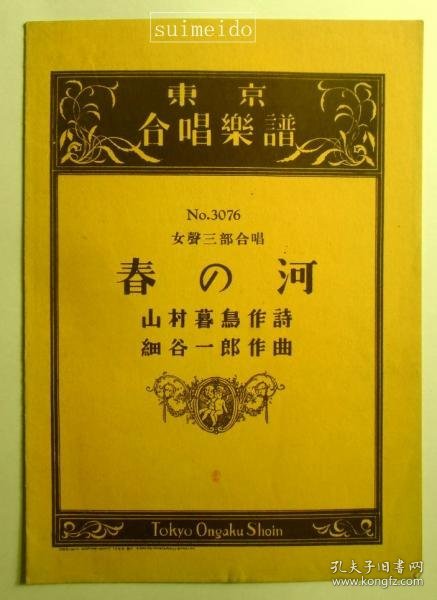 suimeido
東京
合唱樂譜
No.3076
女聲三部合唱
春の河
山村暮鳥作詩
細谷一郎作曲
Tokyo Ongaku Shoin
孔夫子旧书网
www.kongfz.com